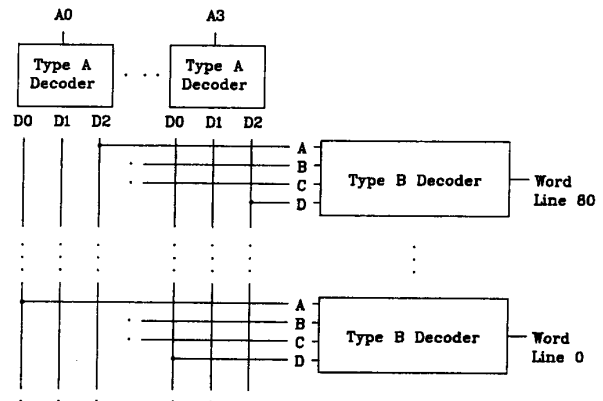 A0 A3
Type A Decoder
Type A Decoder
D0 D1 D2 D0 D1 D2
A
B
C
D
Type B Decoder
Word
Line 80
A
B
C
D
Type B Decoder
Word
Line 0